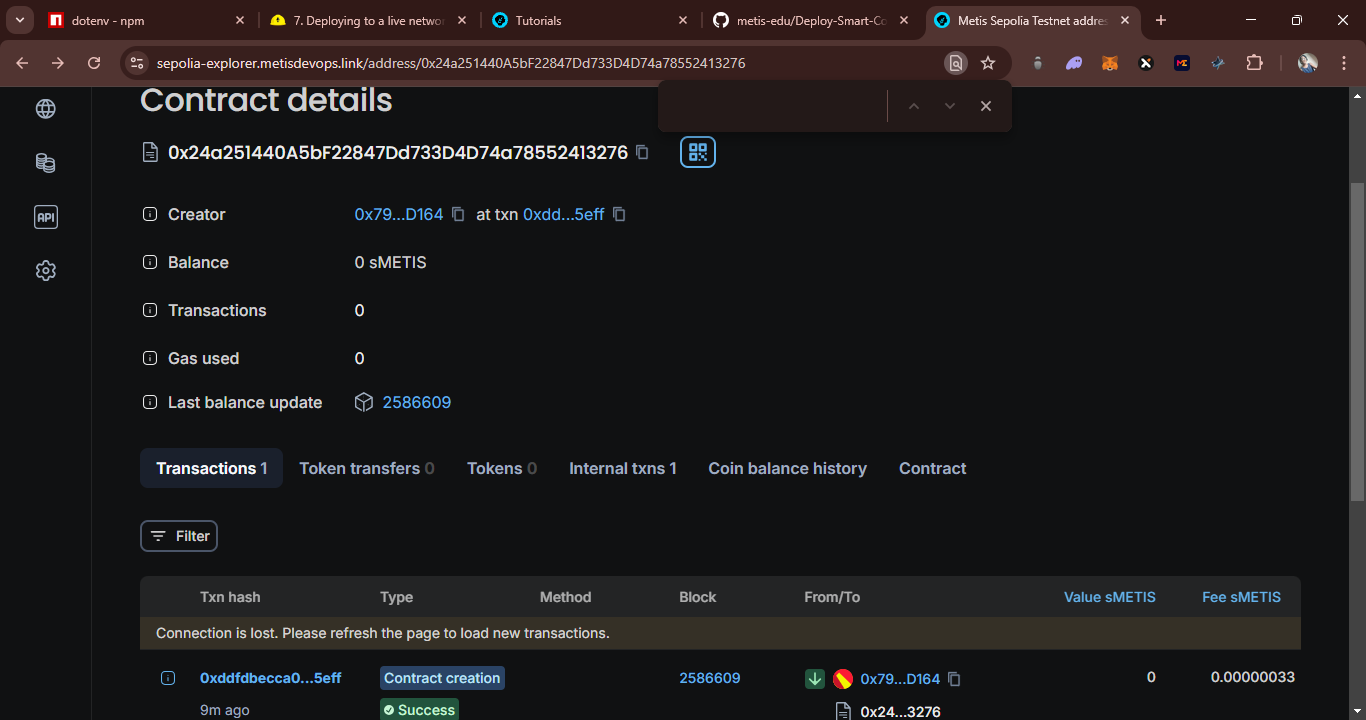 dotenv - npm
7. Deploying to a live networ
Tutorials
metis-edu/Deploy-Smart-Co
Metis Sepolia Testnet addres
sepolia-explorer.metisdevops.link/address/0x24a251440A5bF22847Dd733D4D74a78552413276
Contract details
0x24a251440A5bF22847Dd733D4D74a78552413276
API
Creator 0x79...D164 at txn 0xdd...5eff
Balance 0 sMETIS
Transactions 0
Gas used 0
Last balance update 2586609
Transactions 1 Token transfers 0 Tokens 0 Internal txns 1 Coin balance history Contract
Filter
Txn hash Type Method Block From/To Value sMETIS Fee sMETIS
Connection is lost. Please refresh the page to load new transactions.
0xddfdbecca0...5eff Contract creation 2586609 0x79...D164 0 0.00000033
9m ago Success 0x24...3276